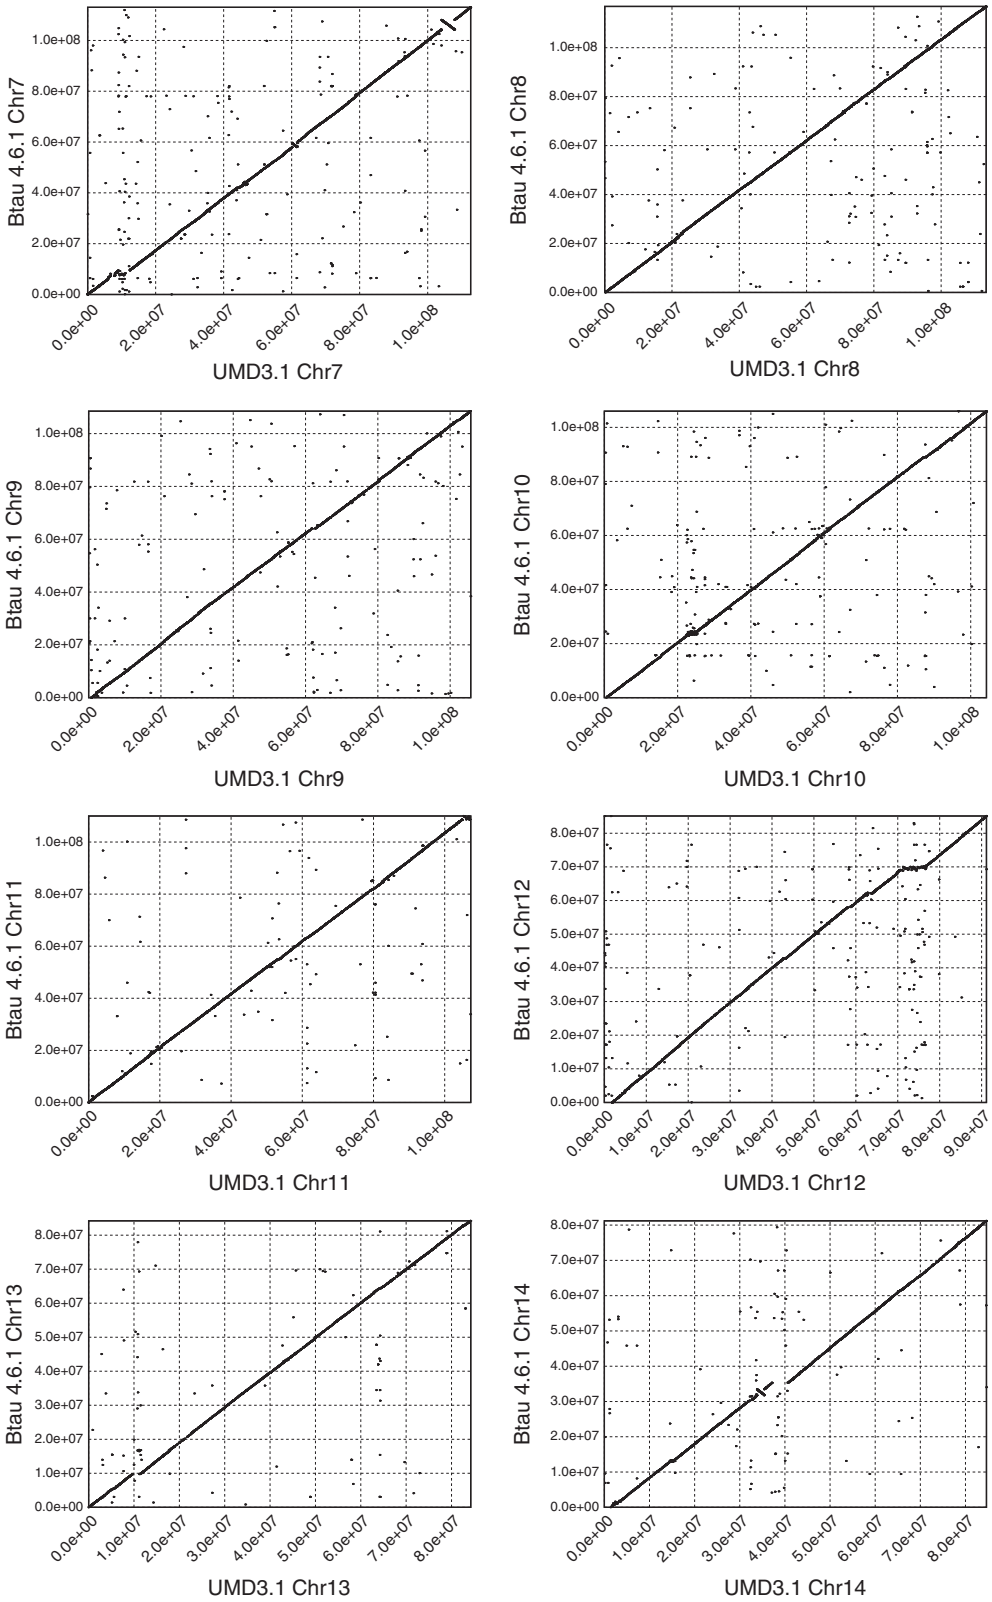 Btau 4.6.1 Chr7
1.0e+08
8.0e+07
6.0e+07
4.0e+07
2.0e+07
0.0e+00
0.0e+00 2.0e+07 4.0e+07 6.0e+07 8.0e+07 1.0e+08
UMD3.1 Chr7
Btau 4.6.1 Chr8
1.0e+08
8.0e+07
6.0e+07
4.0e+07
2.0e+07
0.0e+00
0.0e+00 2.0e+07 4.0e+07 6.0e+07 8.0e+07 1.0e+08
UMD3.1 Chr8
Btau 4.6.1 Chr9
1.0e+08
8.0e+07
6.0e+07
4.0e+07
2.0e+07
0.0e+00
0.0e+00 2.0e+07 4.0e+07 6.0e+07 8.0e+07 1.0e+08
UMD3.1 Chr9
Btau 4.6.1 Chr10
1.0e+08
8.0e+07
6.0e+07
4.0e+07
2.0e+07
0.0e+00
0.0e+00 2.0e+07 4.0e+07 6.0e+07 8.0e+07 1.0e+08
UMD3.1 Chr10
Btau 4.6.1 Chr11
1.0e+08
8.0e+07
6.0e+07
4.0e+07
2.0e+07
0.0e+00
0.0e+00 2.0e+07 4.0e+07 6.0e+07 8.0e+07 1.0e+08
UMD3.1 Chr11
Btau 4.6.1 Chr12
8.0e+07
7.0e+07
6.0e+07
5.0e+07
4.0e+07
3.0e+07
2.0e+07
1.0e+07
0.0e+00
0.0e+00 1.0e+07 2.0e+07 3.0e+07 4.0e+07 5.0e+07 6.0e+07 7.0e+07 8.0e+07 9.0e+07
UMD3.1 Chr12
Btau 4.6.1 Chr13
8.0e+07
7.0e+07
6.0e+07
5.0e+07
4.0e+07
3.0e+07
2.0e+07
1.0e+07
0.0e+00
0.0e+00 1.0e+07 2.0e+07 3.0e+07 4.0e+07 5.0e+07 6.0e+07 7.0e+07 8.0e+07
UMD3.1 Chr13
Btau 4.6.1 Chr14
8.0e+07
7.0e+07
6.0e+07
5.0e+07
4.0e+07
3.0e+07
2.0e+07
1.0e+07
0.0e+00
0.0e+00 1.0e+07 2.0e+07 3.0e+07 4.0e+07 5.0e+07 6.0e+07 7.0e+07 8.0e+07
UMD3.1 Chr14